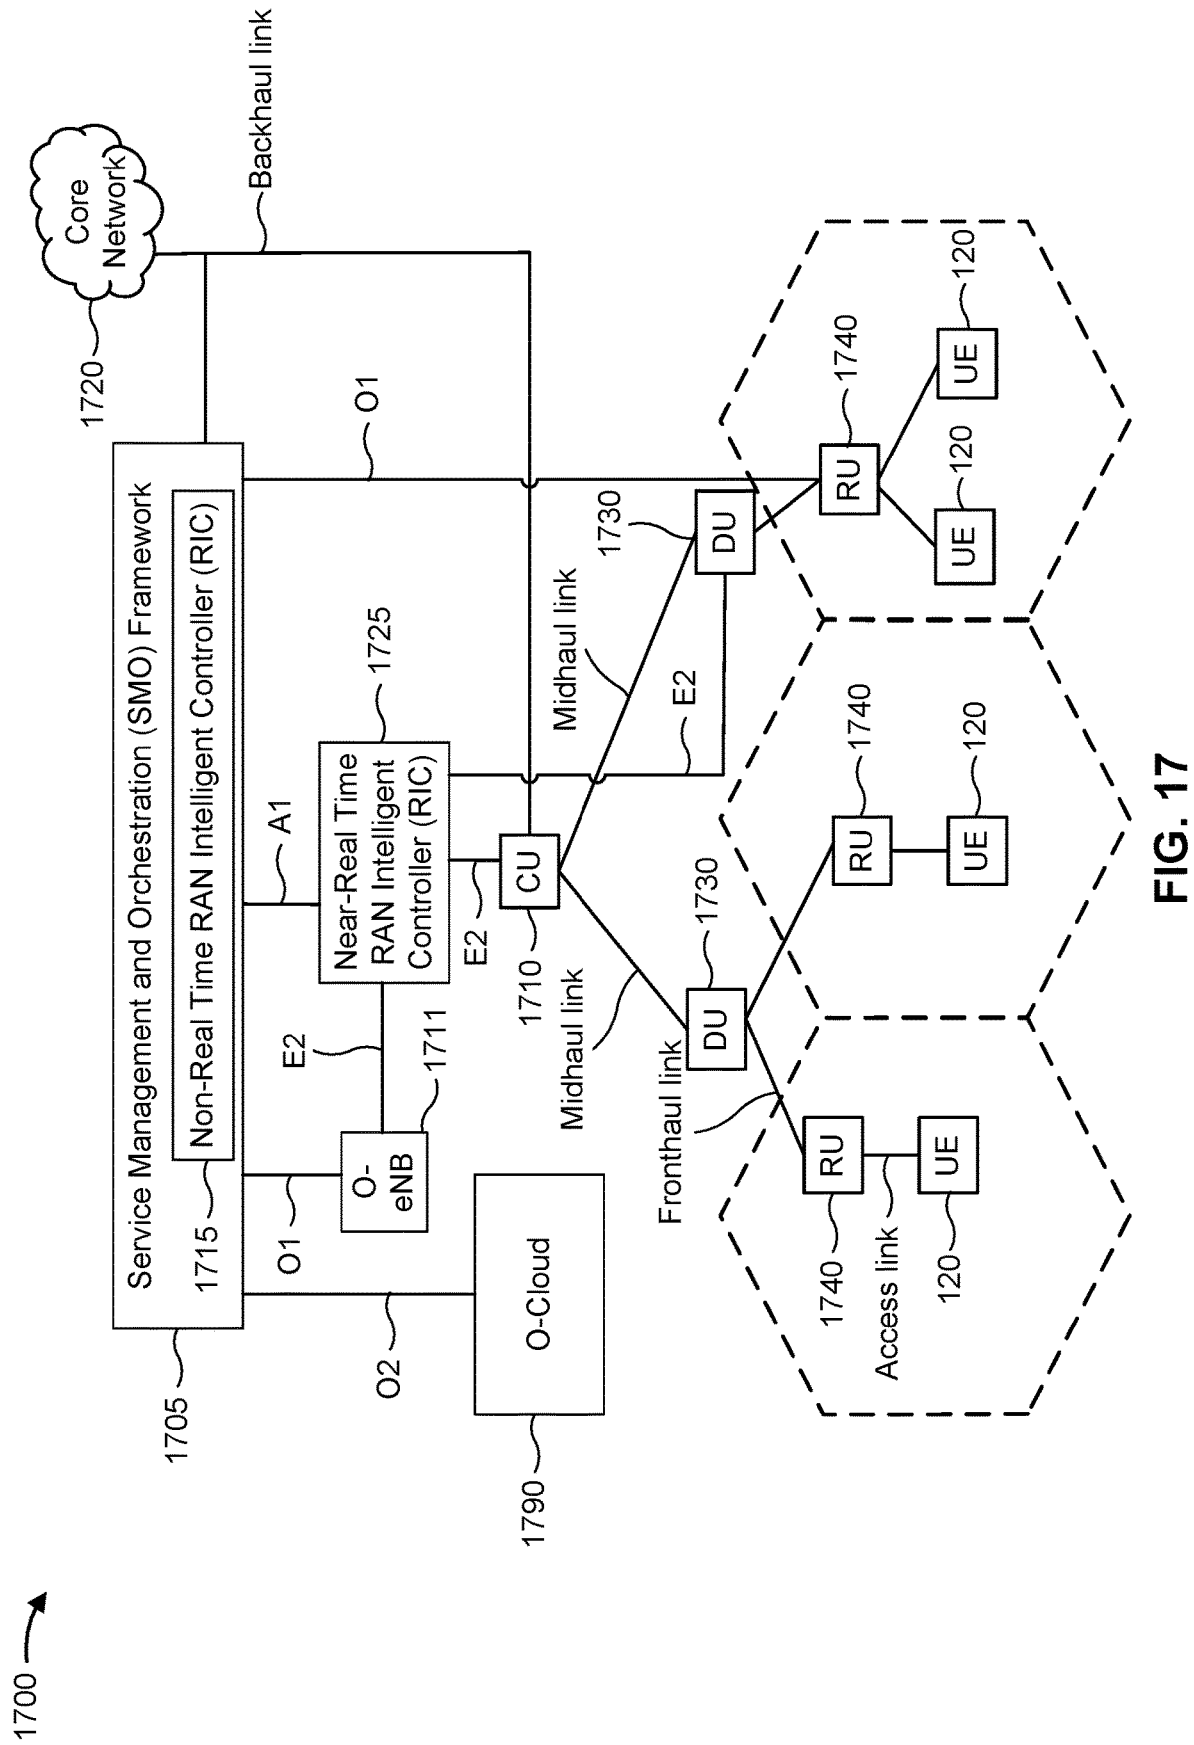 1700
1705
Service Management and Orchestration (SMO) Framework
1715
Non-Real Time RAN Intelligent Controller (RIC)
1720
Core
Network
Backhaul link
O2
O1
A1
O1
E2
O-
eNB
1711
Near-Real Time
RAN Intelligent
Controller (RIC)
1725
1790
O-Cloud
1710
CU
E2
Midhaul link
Midhaul link
1730
E2
Fronthaul link
DU
1730
DU
1740
RU
RU
1740
RU
1740
Access link
120
UE
UE
120
UE
120
UE
120
FIG. 17